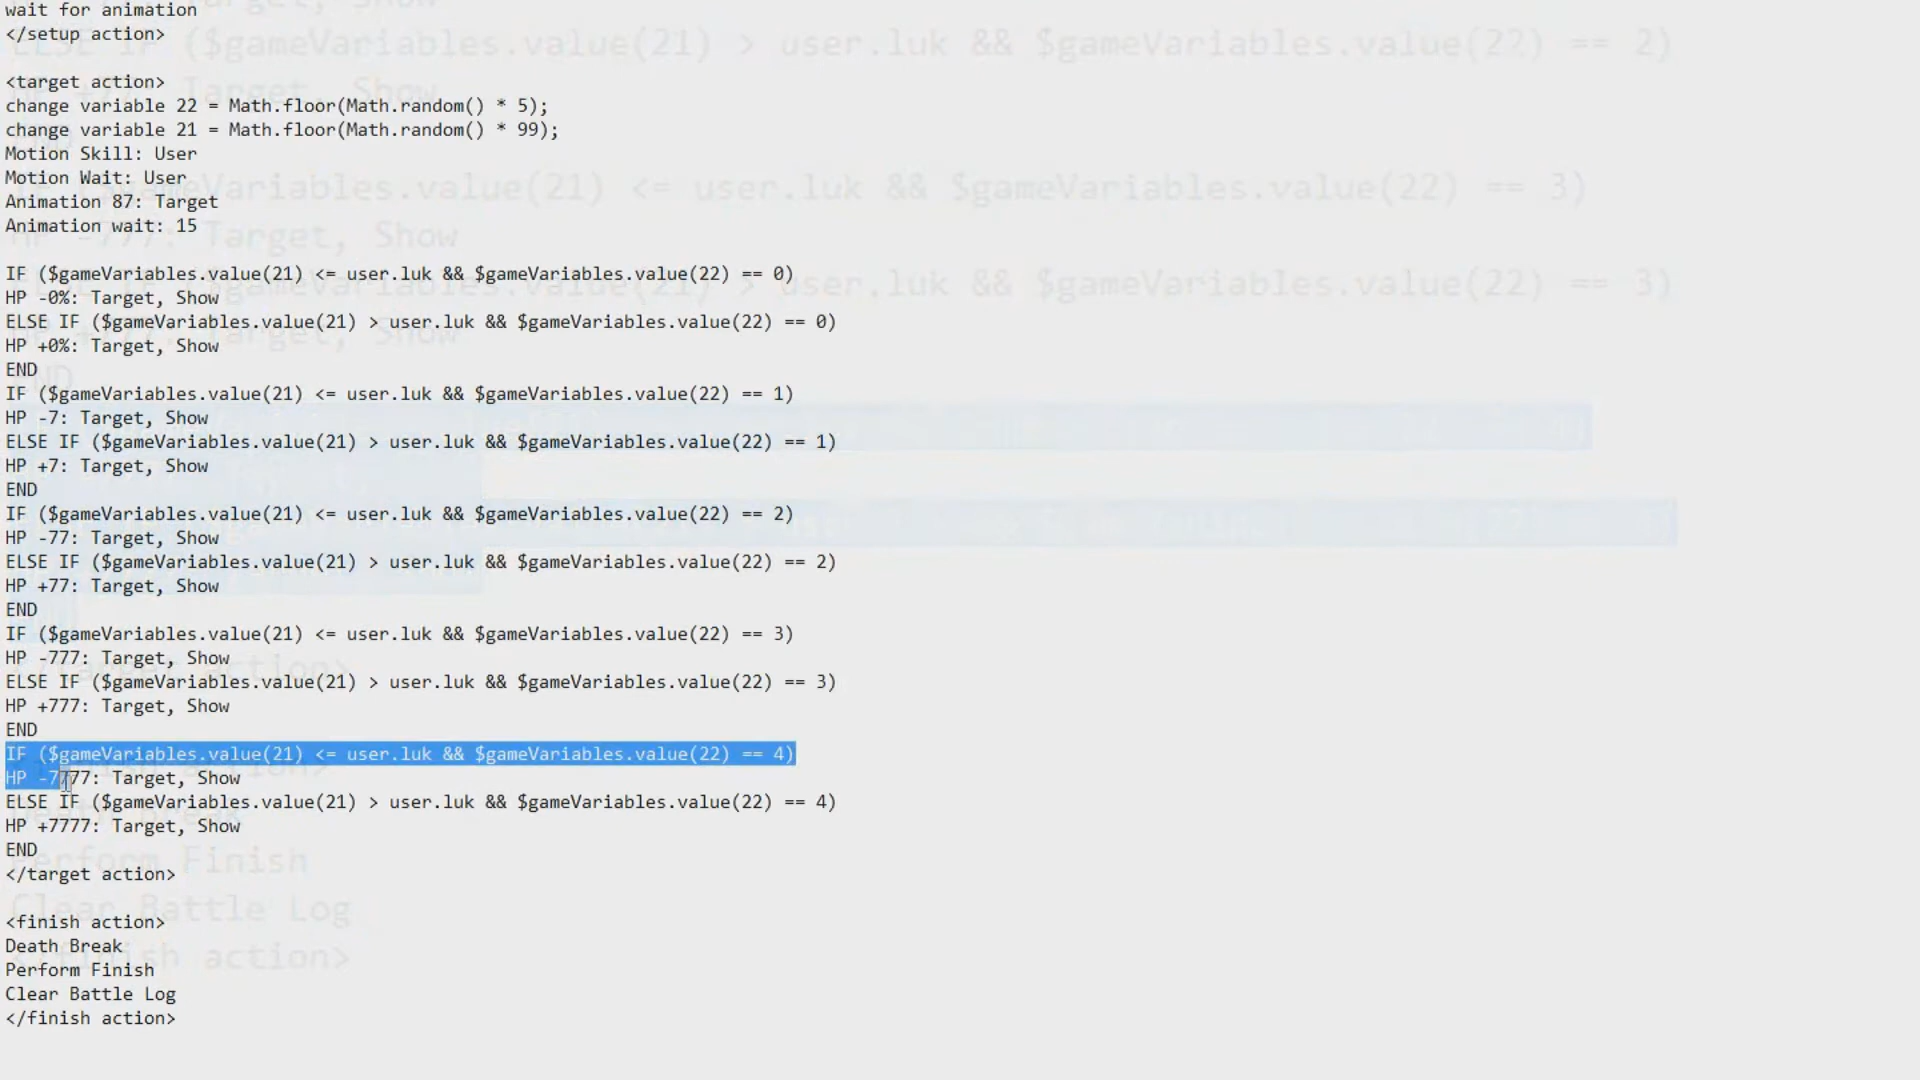 wait for animation
</setup action>
<target action>
change variable 22 = Math.floor(Math.random() * 5);
change variable 21 = Math.floor(Math.random() * 99);
Motion Skill: User
Motion Wait: User
Animation 87: Target
Animation wait: 15
IF ($gameVariables.value(21) <= user.luk && $gameVariables.value(22) == 0)
HP -0%: Target, Show
ELSE IF ($gameVariables.value(21) > user.luk && $gameVariables.value(22) == 0)
HP +0%: Target, Show
END
IF ($gameVariables.value(21) <= user.luk && $gameVariables.value(22) == 1)
HP -7: Target, Show
ELSE IF ($gameVariables.value(21) > user.luk && $gameVariables.value(22) == 1)
HP +7: Target, Show
END
IF ($gameVariables.value(21) <= user.luk && $gameVariables.value(22) == 2)
HP -77: Target, Show
ELSE IF ($gameVariables.value(21) > user.luk && $gameVariables.value(22) == 2)
HP +77: Target, Show
END
IF ($gameVariables.value(21) <= user.luk && $gameVariables.value(22) == 3)
HP -777: Target, Show
ELSE IF ($gameVariables.value(21) > user.luk && $gameVariables.value(22) == 3)
HP +777: Target, Show
END
IF ($gameVariables.value(21) <= user.luk && $gameVariables.value(22) == 4)
HP -7777: Target, Show
ELSE IF ($gameVariables.value(21) > user.luk && $gameVariables.value(22) == 4)
HP +7777: Target, Show
END
</target action>
<finish action>
Death Break
Perform Finish
Clear Battle Log
</finish action>